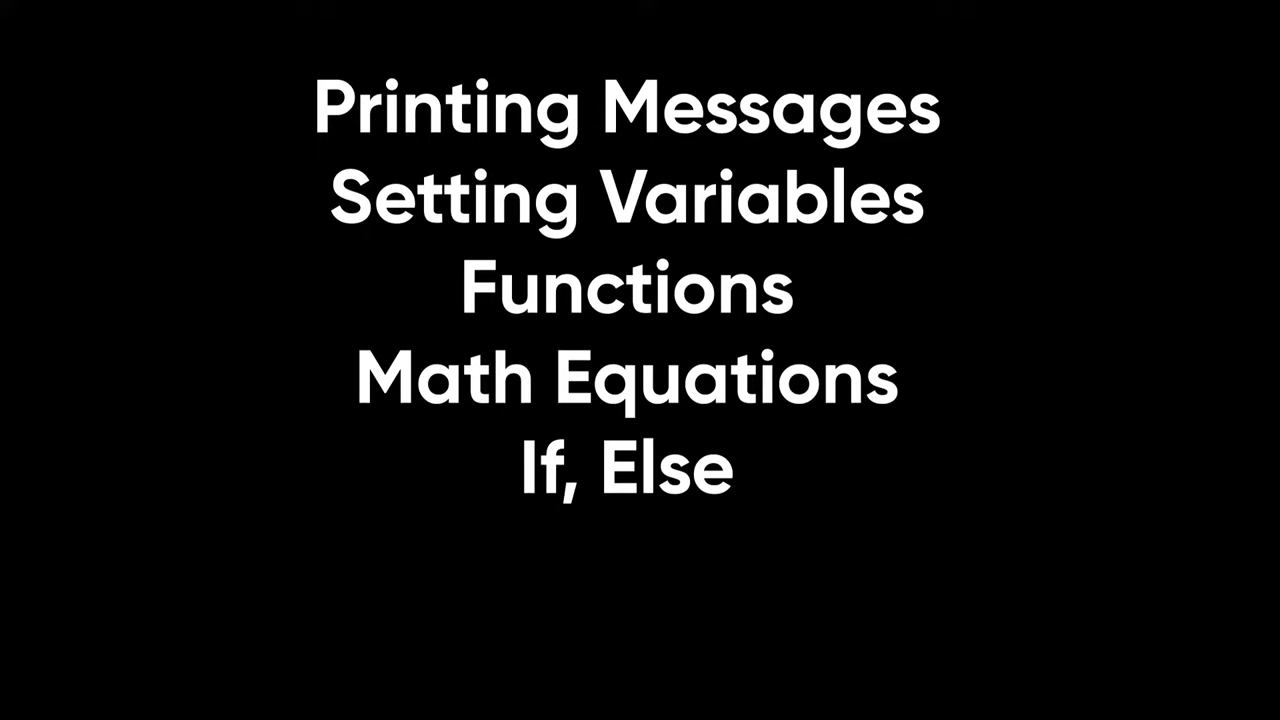 Printing Messages
Setting Variables
Functions
Math Equations
If, Else